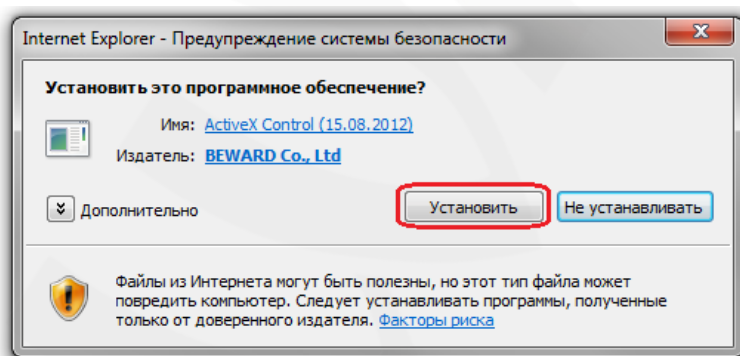 Internet Explorer - Предупреждение системы безопасности
Установить это программное обеспечение?
Имя: ActiveX Control (15.08.2012)
Издатель: BEWARD Co., Ltd
Дополнительно
Установить
Не устанавливать
Файлы из Интернета могут быть полезны, но этот тип файла может
повредить компьютер. Следует устанавливать программы, полученные
только от доверенного издателя. Факторы риска